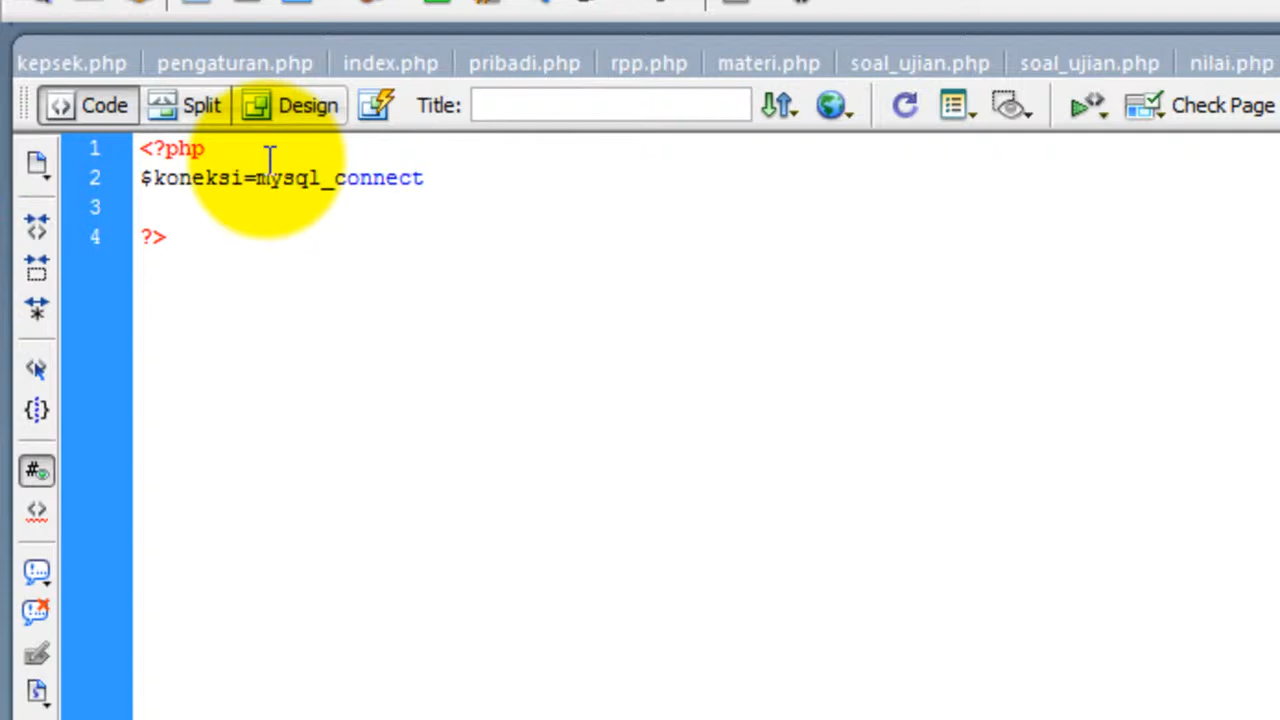 kepsek.php pengaturan.php index.php pribadi.php rpp.php materi.php soal_ujian.php soal_ujian.php nilai.php
Code Split Design Title: Check Page
1 <?php
2 $koneksi=mysql_connect
3
4 ?>